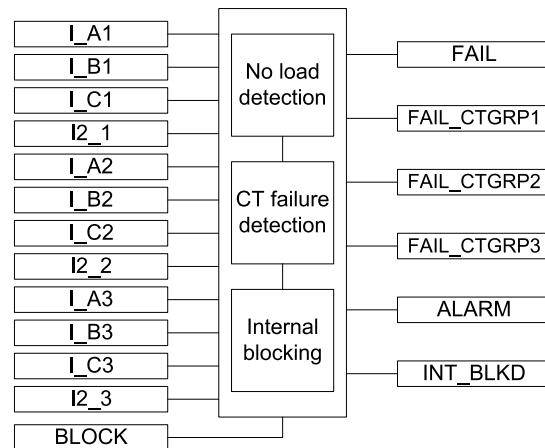 I_A1
I_B1
I_C1
I2_1
I_A2
I_B2
I_C2
I2_2
I_A3
I_B3
I_C3
I2_3
BLOCK
No load
detection
CT failure
detection
Internal
blocking
FAIL
FAIL_CTGRP1
FAIL_CTGRP2
FAIL_CTGRP3
ALARM
INT_BLKD